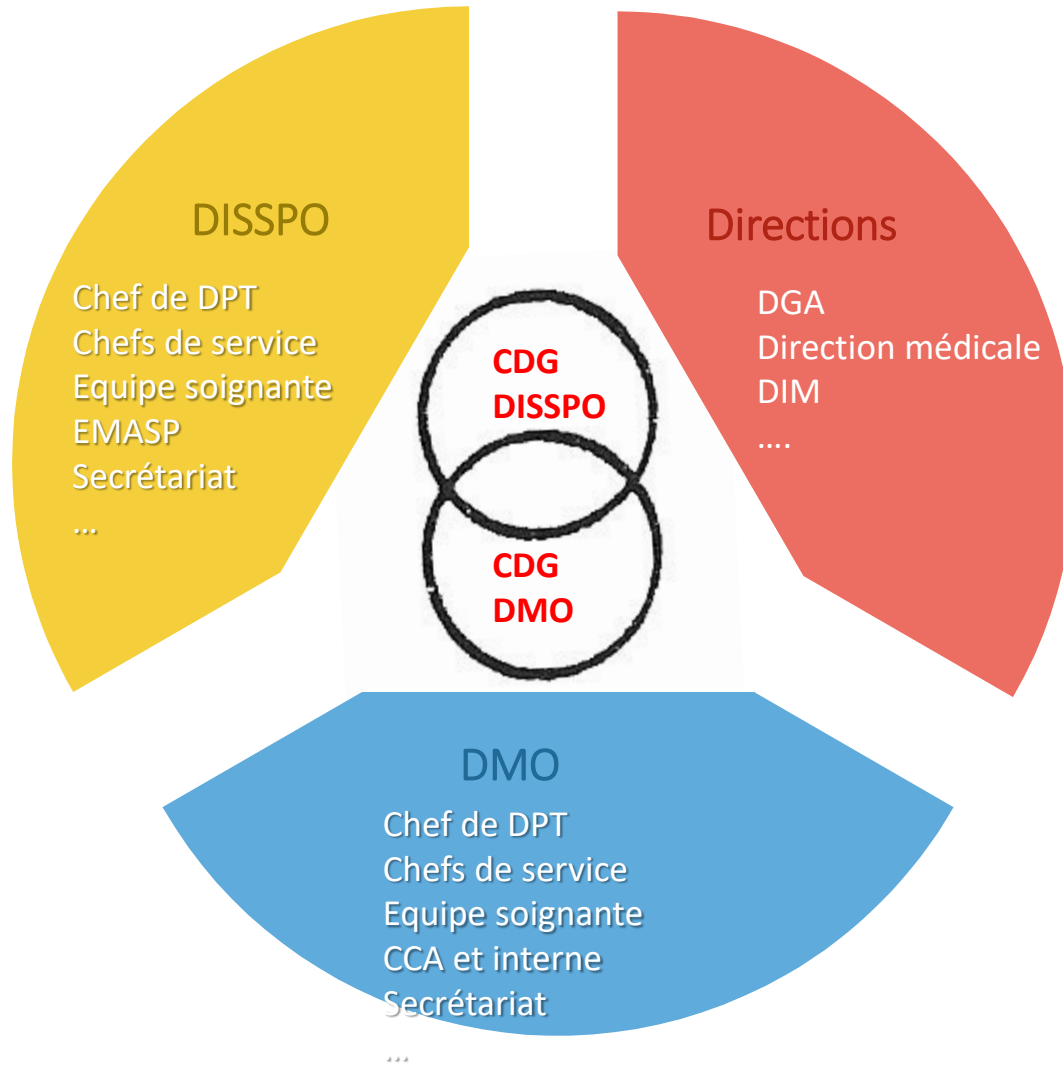 DISSPO
Chef de DPT
Chefs de service
Equipe soignante
EMASP
Secrétariat
...
Directions
DGA
Direction médicale
DIM
....
CDG
DISSPO
CDG
DMO
DMO
Chef de DPT
Chefs de service
Equipe soignante
CCA et interne
Secrétariat
...